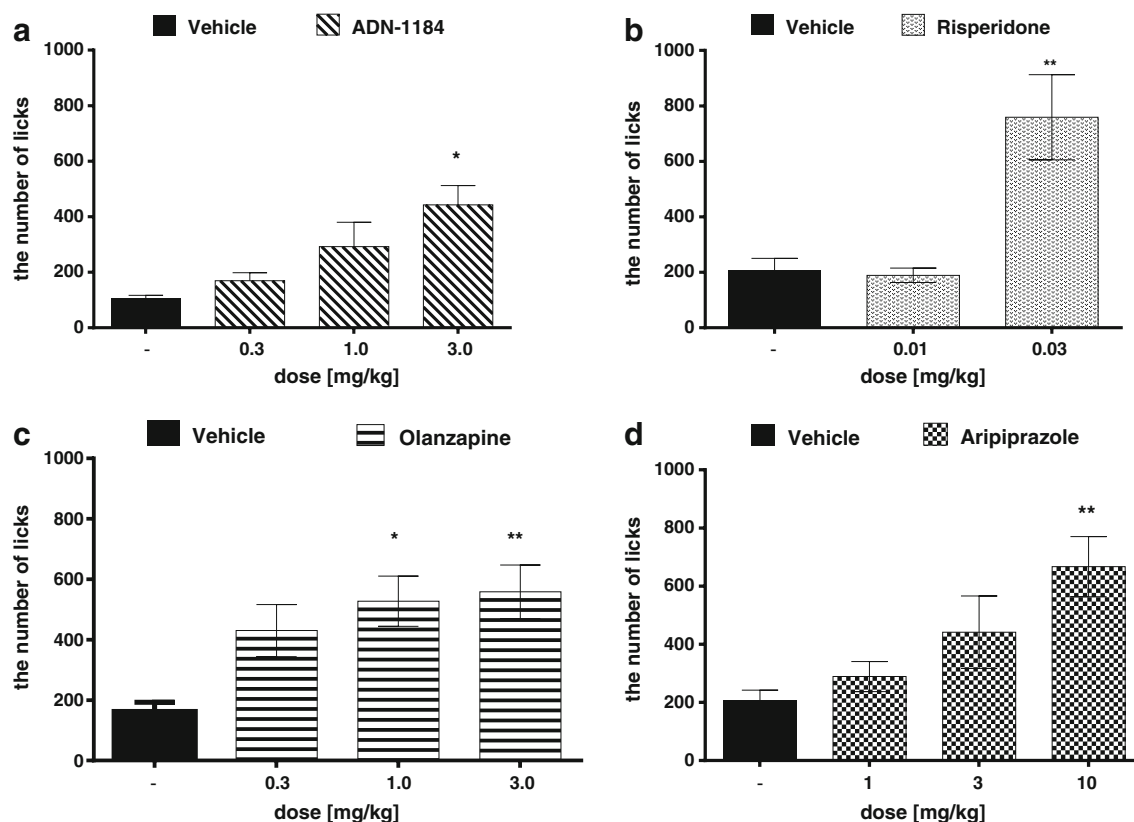 a
Vehicle ADN-1184
1000
800
600
400
200
0
the number of licks
*
- 0.3 1.0 3.0
dose [mg/kg]
b
Vehicle Risperidone
1000
800
600
400
200
0
the number of licks
**
- 0.01 0.03
dose [mg/kg]
c
Vehicle Olanzapine
1000
800
600
400
200
0
the number of licks
* **
- 0.3 1.0 3.0
dose [mg/kg]
d
Vehicle Aripiprazole
1000
800
600
400
200
0
the number of licks
**
- 1 3 10
dose [mg/kg]